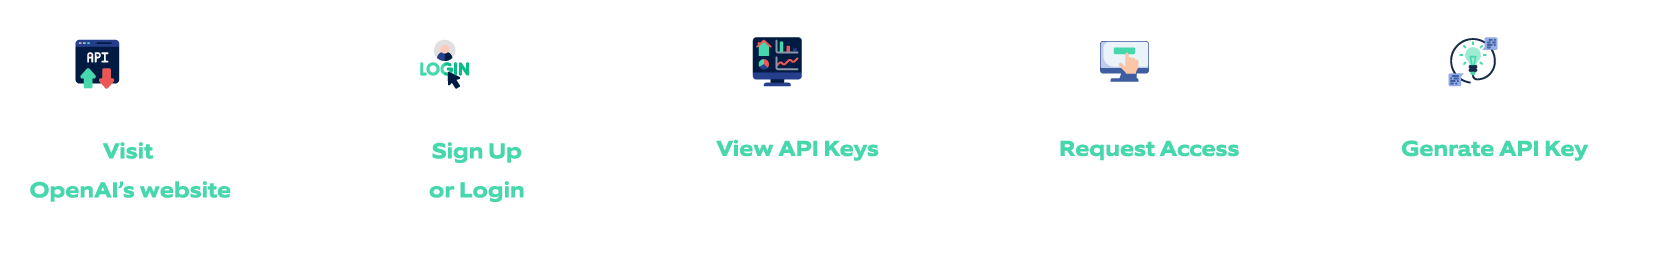 API
LOGIN
Visit
OpenAI’s website
Sign Up
or Login
View API Keys
Request Access
Genrate API Key